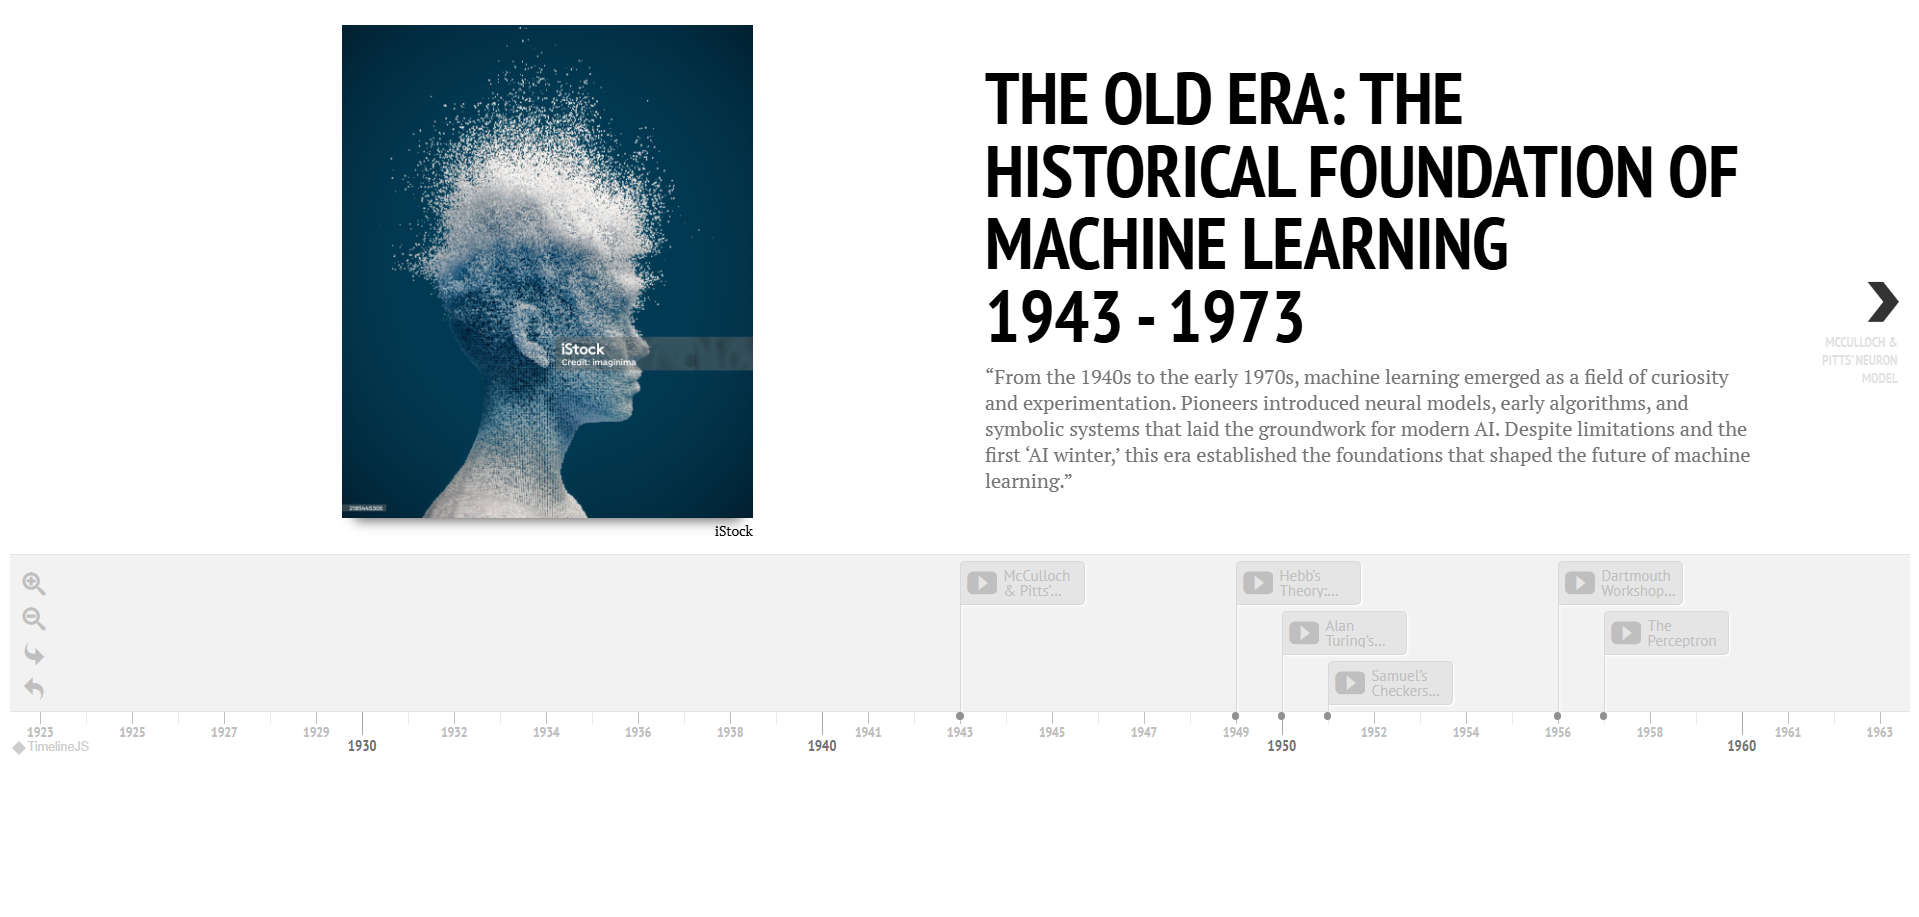 THE OLD ERA: THE
HISTORICAL FOUNDATION OF
MACHINE LEARNING
1943 - 1973
“From the 1940s to the early 1970s, machine learning emerged as a field of curiosity
and experimentation. Pioneers introduced neural models, early algorithms, and
symbolic systems that laid the groundwork for modern AI. Despite limitations and the
first ‘AI winter,’ this era established the foundations that shaped the future of machine
learning.”
MCCULLOCH &
PITTS’ NEURON
MODEL
iStock
Credit: imaginima
2185445305
iStock
McCulloch
& Pitts’...
Hebb’s
Theory:...
Alan
Turing’s...
Samuel’s
Checkers...
Dartmouth
Workshop...
The
Perceptron
1923 1925 1927 1929 1930 1932 1934 1936 1938 1940 1941 1943 1945 1947 1949 1950 1952 1954 1956 1958 1960 1961 1963
TimelineJS